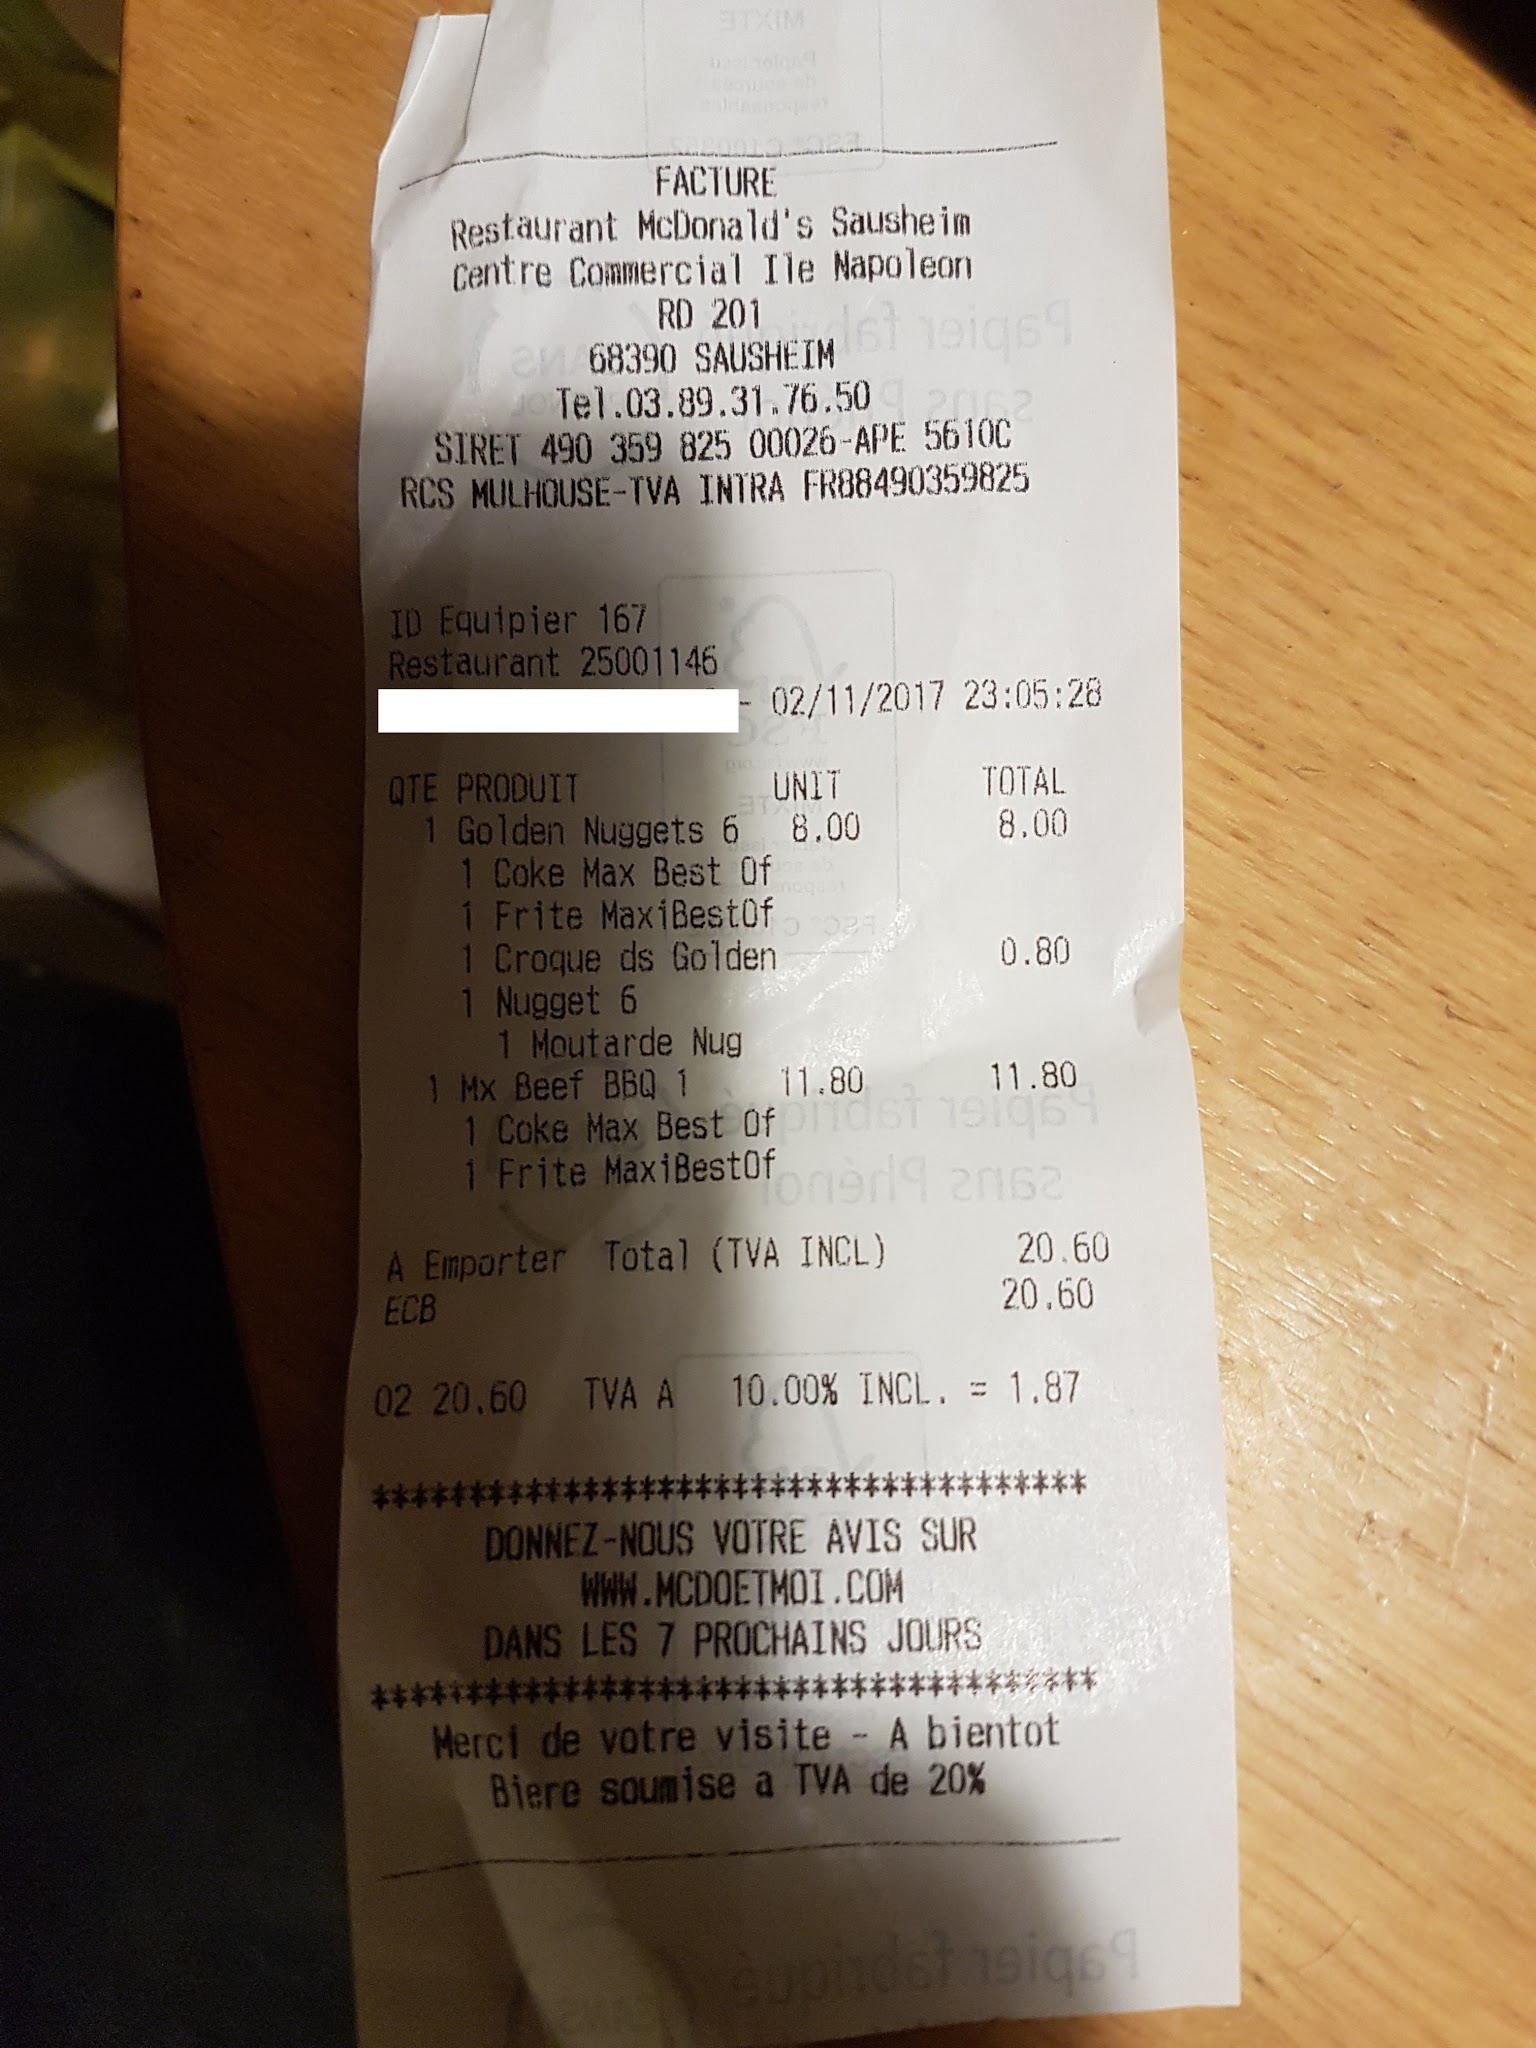 FACTURE
Restaurant McDonald's Sausheim
Centre Commercial Ile Napoleon
RD 201
68390 SAUSHEIM
Tel.03.89.31.76.50
SIRET 490 359 825 00026-APE 5610C
RCS MULHOUSE-TVA INTRA FR88490359825
ID Equipier 167
Restaurant 25001146
- 02/11/2017 23:05:28
QTE PRODUIT UNIT TOTAL
1 Golden Nuggets 6 8.00 8.00
1 Coke Max Best Of
1 Frite MaxiBestOf
1 Croque ds Golden 0.80
1 Nugget 6
1 Moutarde Nug
1 Mx Beef BBQ 1 11.80 11.80
1 Coke Max Best Of
1 Frite MaxiBestOf
A Emporter Total (TVA INCL) 20.60
ECB 20.60
02 20.60 TVA A 10.00% INCL. = 1.87
*************************************
DONNEZ-NOUS VOTRE AVIS SUR
WWW.MCDOETMOI.COM
DANS LES 7 PROCHAINS JOURS
*************************************
Merci de votre visite - A bientot
Biere soumise a TVA de 20%